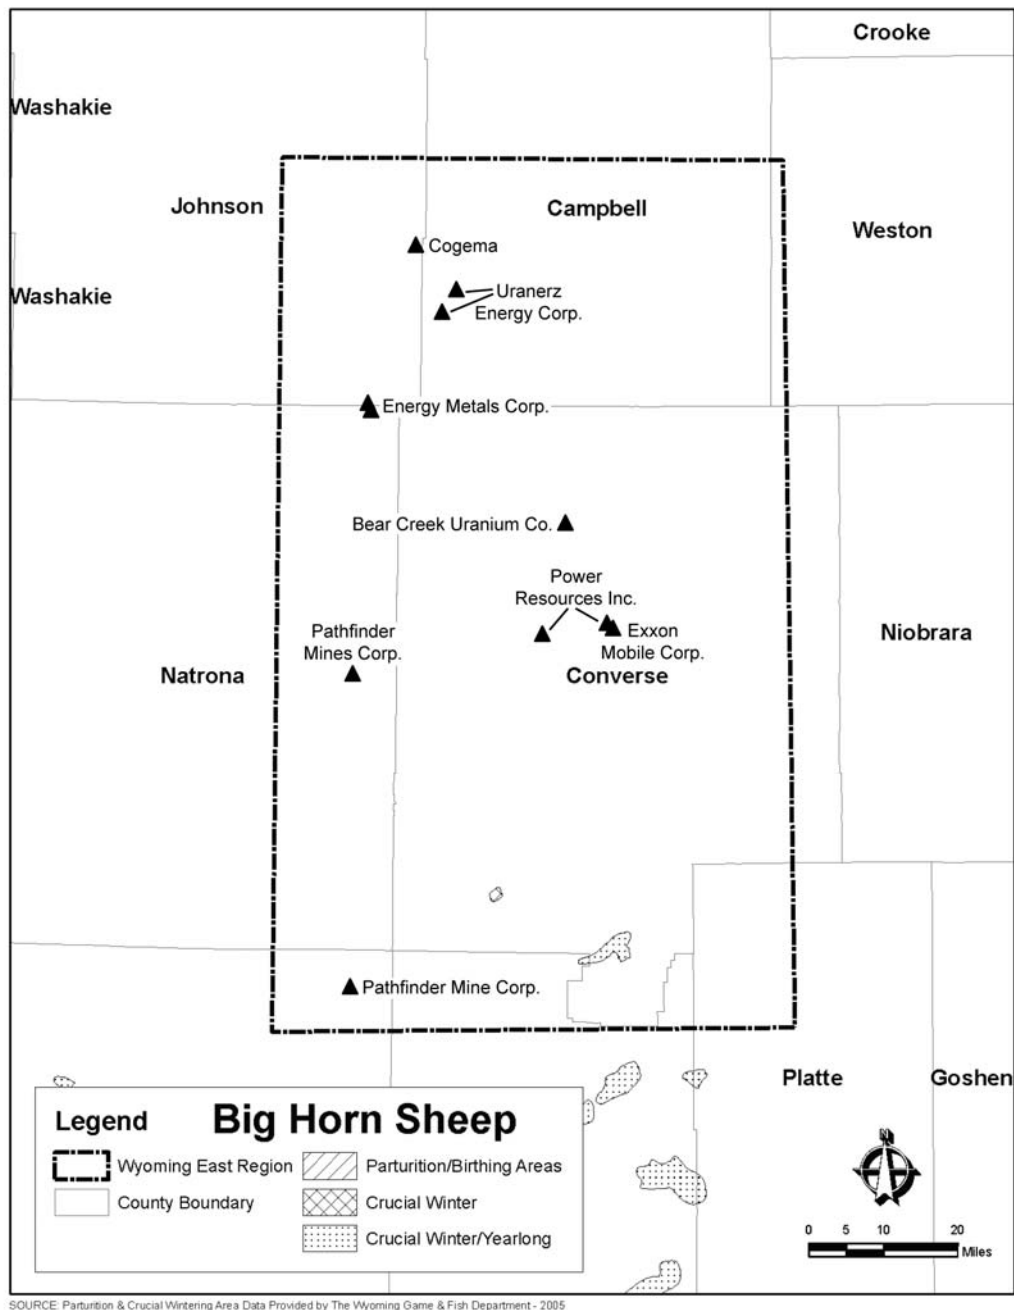 Crooke
Washakie
Johnson
Campbell
Weston
Cogema
Washakie
Uranerz
Energy Corp.
Energy Metals Corp.
Bear Creek Uranium Co.
Power
Resources Inc.
Pathfinder
Mines Corp.
Exxon
Mobile Corp.
Niobrara
Natrona
Converse
Pathfinder Mine Corp.
Platte
Goshen
Legend
Big Horn Sheep
Wyoming East Region
County Boundary
Parturition/Birthing Areas
Crucial Winter
Crucial Winter/Yearlong
N
0 5 10 20
Miles
SOURCE: Parturition & Crucial Wintering Area Data Provided by The Wyoming Game & Fish Department - 2005